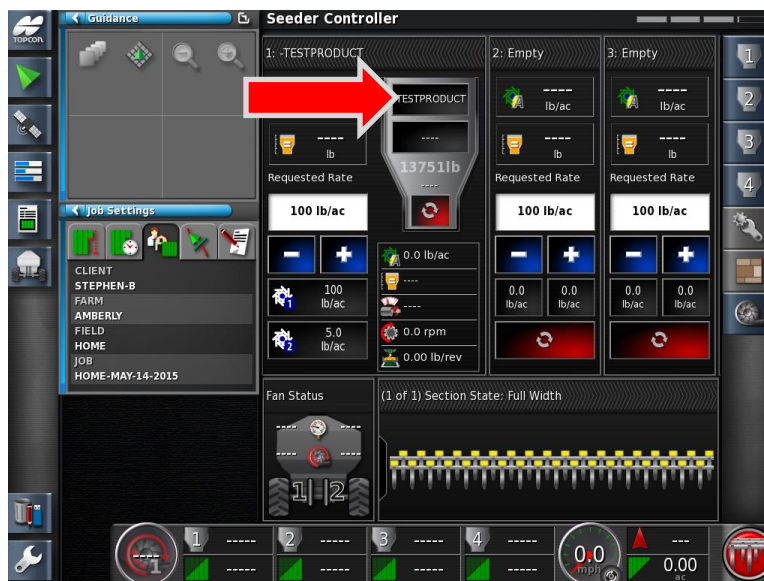 TOPCON
Guidance
Seeder Controller
1: -TESTPRODUCT
2: Empty
3: Empty
TESTPRODUCT
----
----
lb/ac
----
lb/ac
----
lb
13751lb
----
----
lb
----
lb
Requested Rate
Requested Rate
Requested Rate
100 lb/ac
100 lb/ac
100 lb/ac
- +
- +
- +
0.0 lb/ac
----
----
0.0 rpm
0.00 lb/rev
1
100
lb/ac
2
5.0
lb/ac
0.0
lb/ac
0.0
lb/ac
0.0
lb/ac
0.0
lb/ac
Job Settings
CLIENT
STEPHEN-B
FARM
AMBERLY
FIELD
HOME
JOB
HOME-MAY-14-2015
Fan Status
----
----
----
----
1 2
(1 of 1) Section State: Full Width
1
2
3
4
----
1
1 -----
-----
2 -----
-----
3 -----
-----
4 -----
-----
0.0
mph
---
0.00
ac